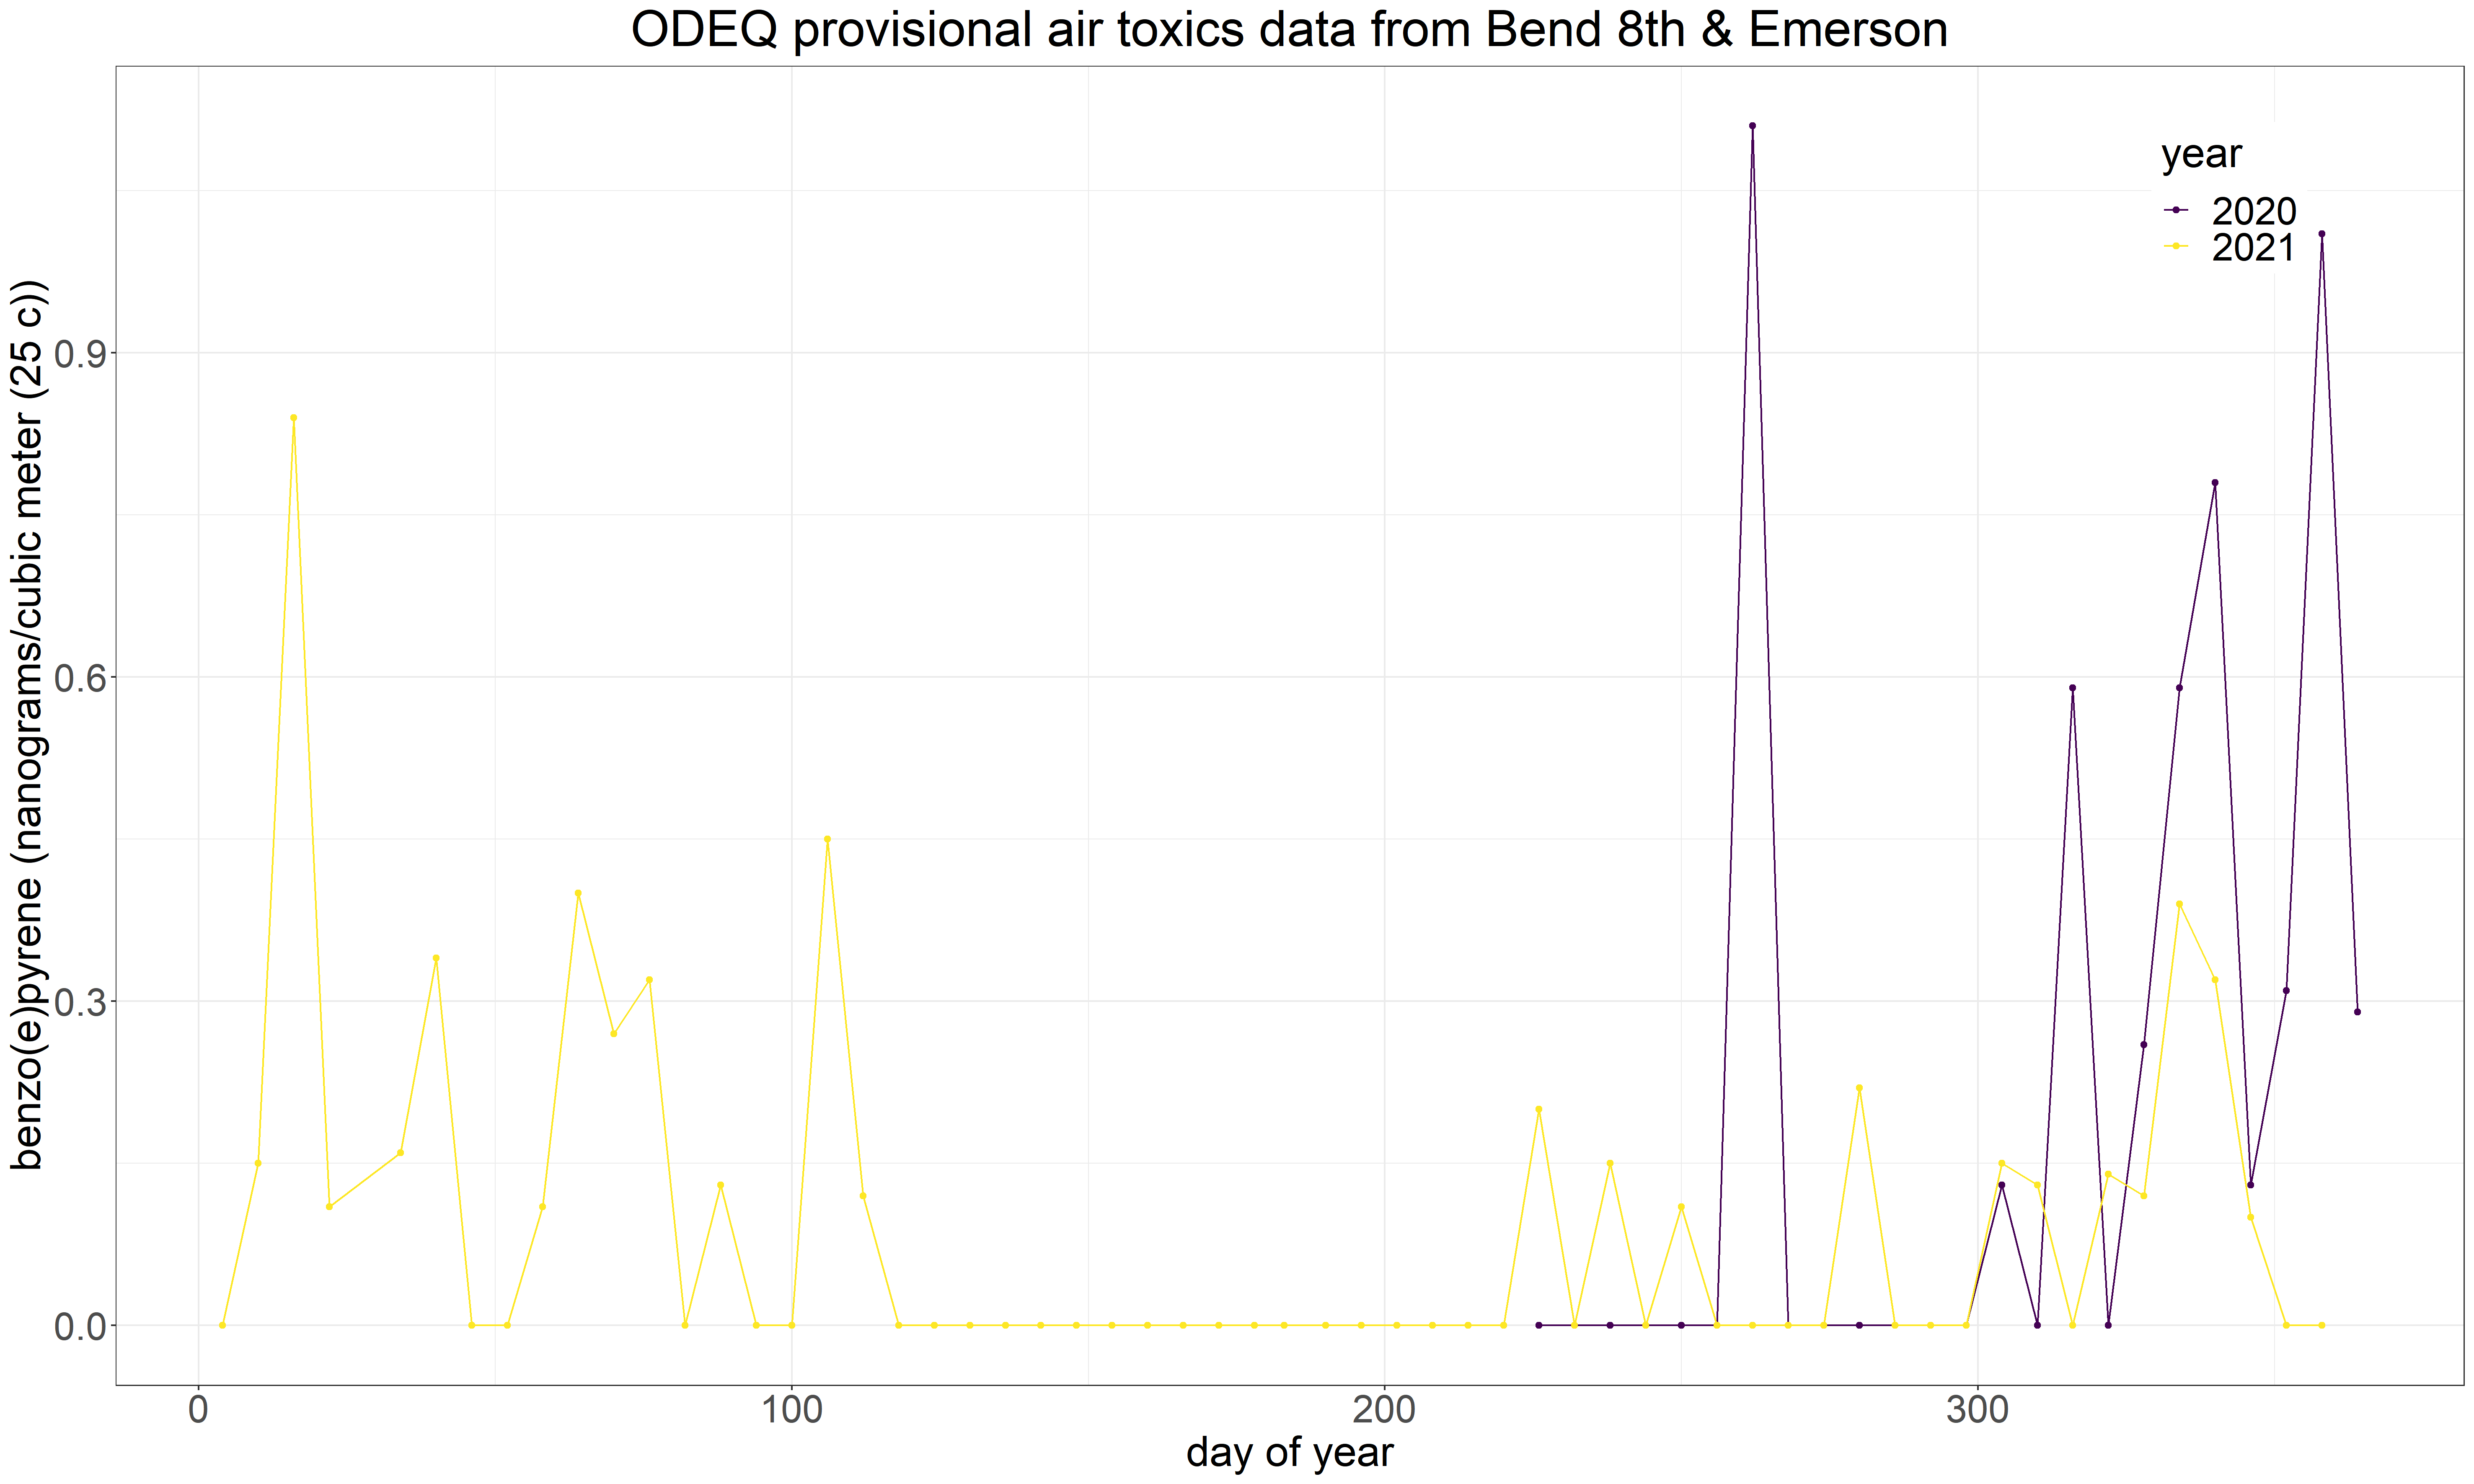 ODEQ provisional air toxics data from Bend 8th & Emerson
benzo(e)pyrene (nanograms/cubic meter (25 c))
0.9
0.6
0.3
0.0
year
2020
2021
0 100 200 300
day of year